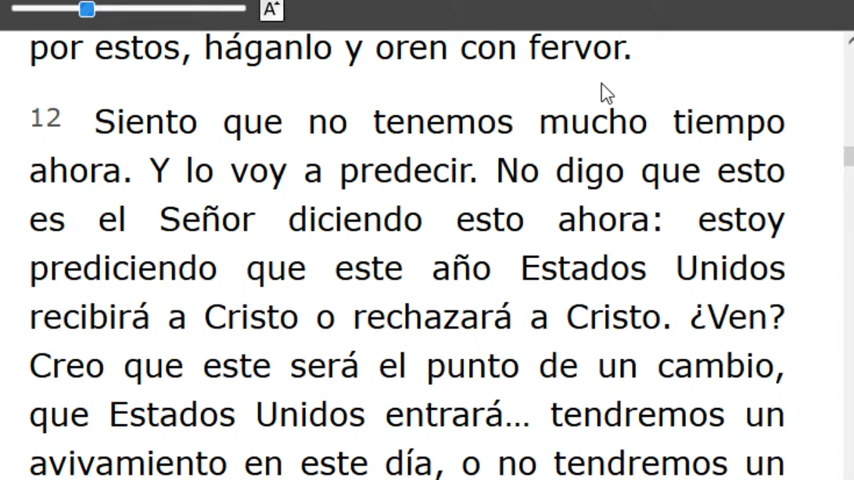 A
por estos, háganlo y oren con fervor.
12 Siento que no tenemos mucho tiempo
ahora. Y lo voy a predecir. No digo que esto
es el Señor diciendo esto ahora: estoy
prediciendo que este año Estados Unidos
recibirá a Cristo o rechazará a Cristo. ¿Ven?
Creo que este será el punto de un cambio,
que Estados Unidos entrará… tendremos un
avivamiento en este día, o no tendremos un